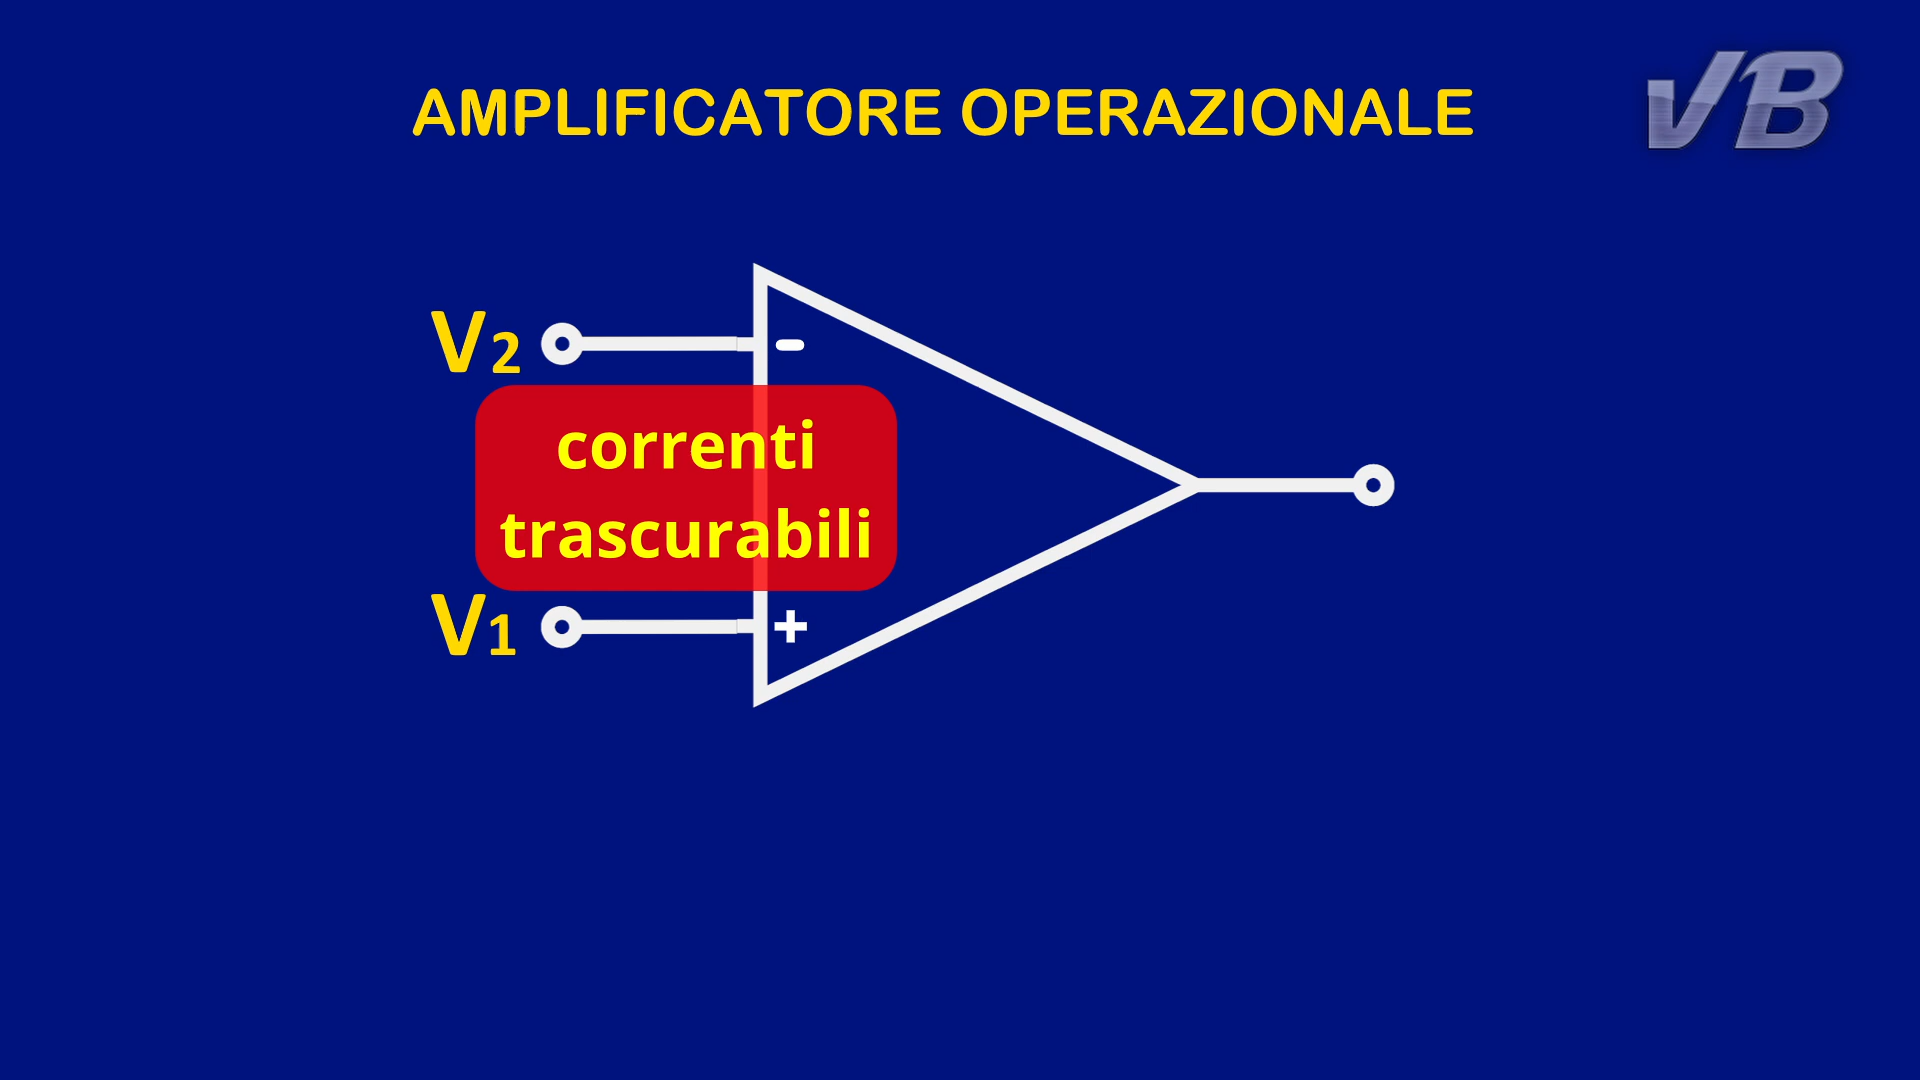 AMPLIFICATORE OPERAZIONALE
VB
V2
-
correnti
trascurabili
V1
+